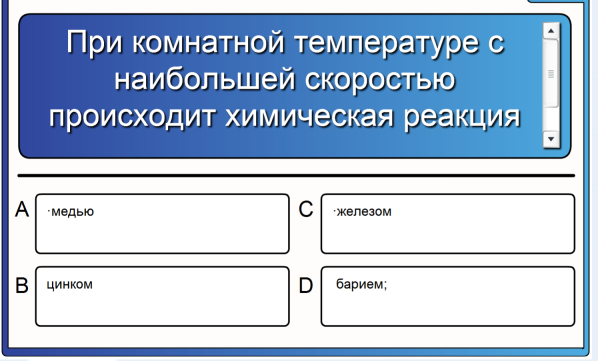 При комнатной температуре с
наибольшей скоростью
происходит химическая реакция
A
·медью
C
·железом
B
цинком
D
барием;